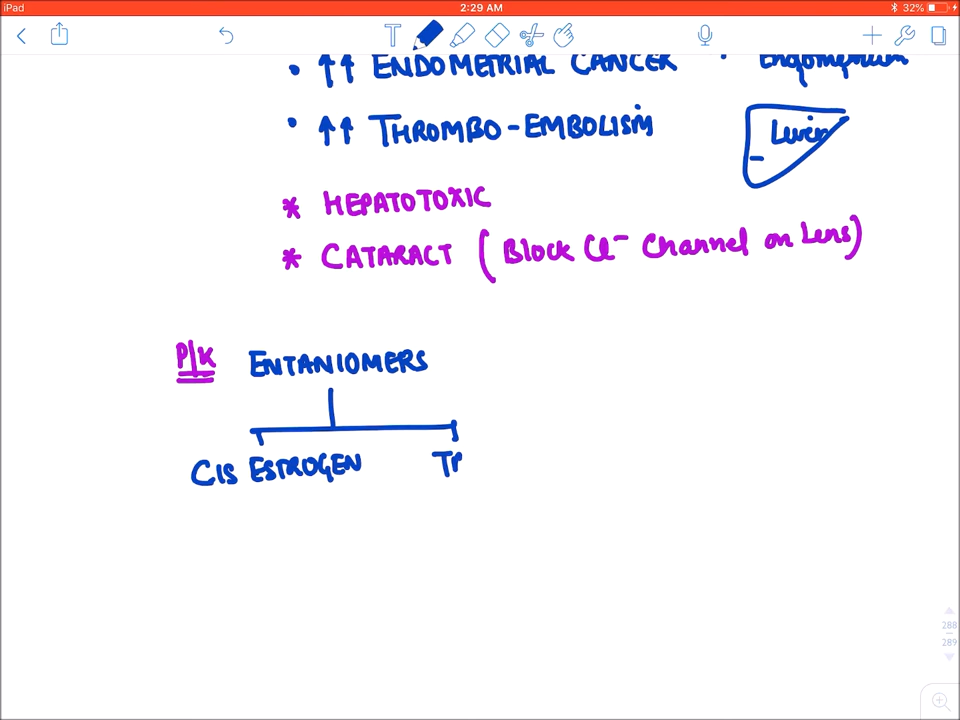 iPad 2:29 AM 32%
T
• ↑↑ ENDOMETRIAL CANCER •
• ↑↑ THROMBO-EMBOLISM
* HEPATOTOXIC
* CATARACT (Block Cl⁻ Channel on Lens)
P/K ENTANIOMERS
CIS ESTROGEN TP
288
289